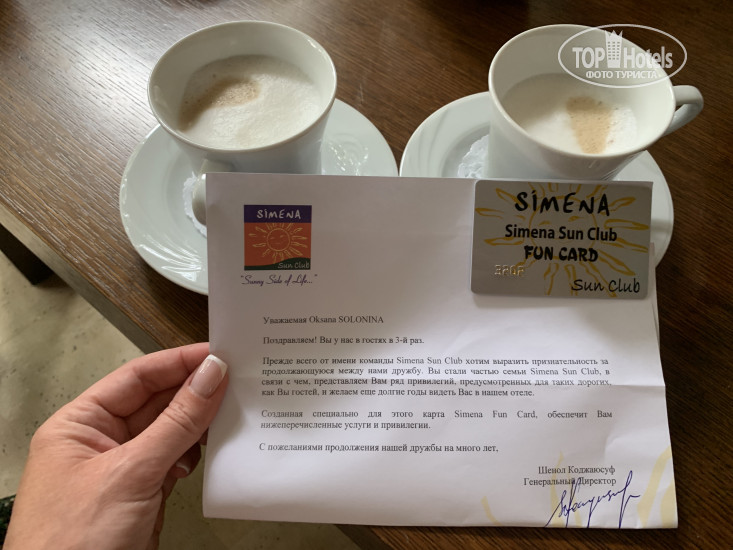 TOP Hotels
ФОТО ТУРИСТА
SİMENA
Sun Club
"Sunny Side of Life..."
SİMENA
Simena Sun Club
FUN CARD
Sun Club
Уважаемая Oksana SOLONINA
Поздравляем! Вы у нас в гостях в 3-й раз.
Прежде всего от имени команды Simena Sun Club хотим выразить признательность за
продолжающуюся между нами дружбу. Вы стали частью семьи Simena Sun Club, в
связи с чем, представляем Вам ряд привилегий, предусмотренных для таких дорогих,
как Вы гостей, и желаем еще долгие годы видеть Вас в нашем отеле.
Созданная специально для этого карта Simena Fun Card, обеспечит Вам
нижеперечисленные услуги и привилегии.
С пожеланиями продолжения нашей дружбы на много лет,
Шенол Коджаюсуф
Генеральный Директор